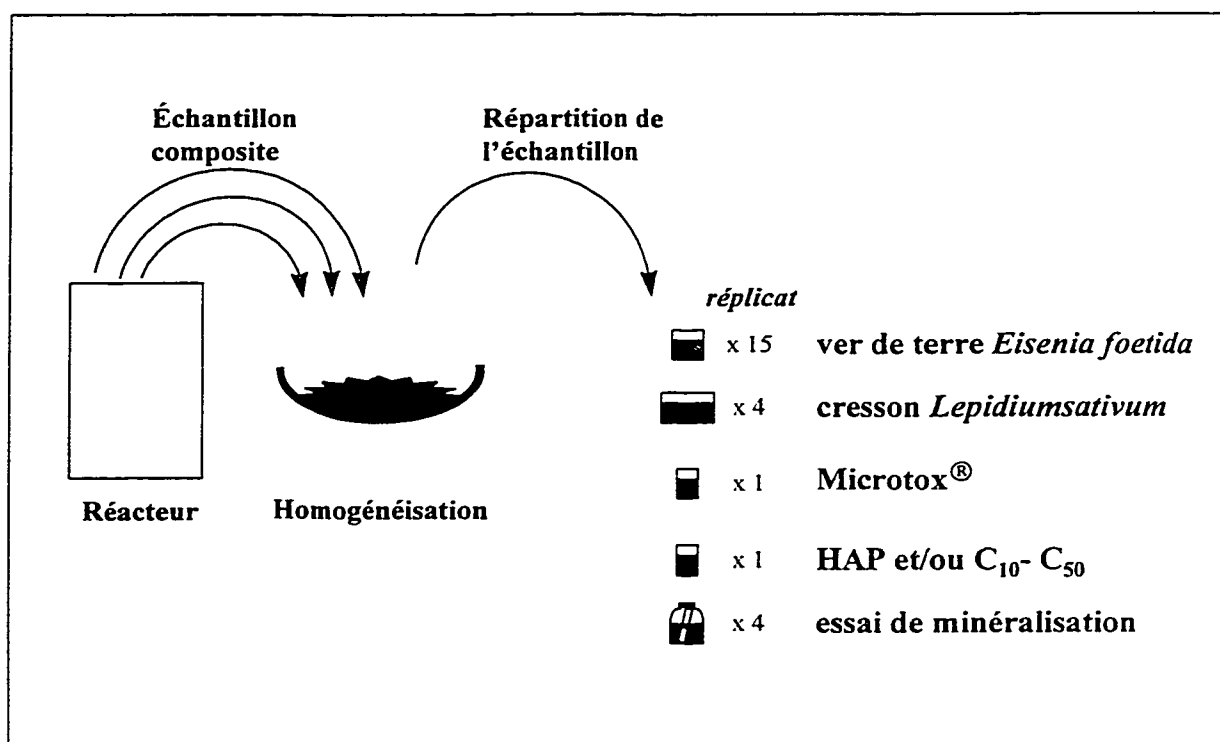 Échantillon
composite
Répartition de
l'échantillon
réplicat
x 15 ver de terre Eisenia foetida
x 4 cresson Lepidiumsativum
x 1 Microtox®
x 1 HAP et/ou C₁₀- C₅₀
x 4 essai de minéralisation
Réacteur
Homogénéisation